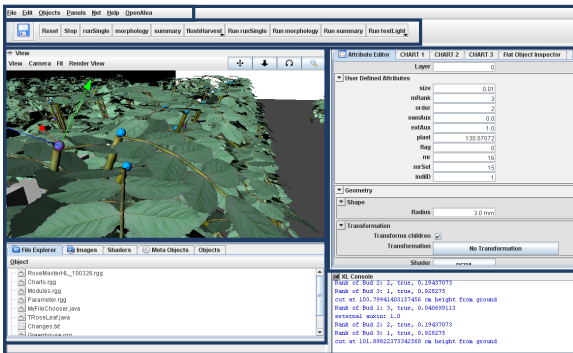 File Edit Objects Panels Net Help OpenAlea
Reset Stop runSingle morphology summary flushHarvest Run runSingle Run morphology Run summary Run testLight
View
View Camera Fit Render View
Attribute Editor CHART 1 CHART 2 CHART 3 Flat Object Inspector
Layer 0
User Defined Attributes
size 0.01
mRank 3
order 2
ownAux 0.0
extAux 1.0
plast 130.07072
flag 0
mr 16
mrSet 15
indiID 1
Geometry
Shape
Radius 3.0 mm
Transformation
Transforms children
Transformation No Transformation
Shader RGBA
File Explorer Images Shaders Meta Objects Objects
Object
RoseMasterHL_100326.rgg
Charts.rgg
Modules.rgg
Parameter.rgg
MyFileChooser.java
TRoseLeaf.java
Changes.txt
Greenhouse.rgg
XL Console
Rank of Bud 2: 2, true, 0.19437073
Rank of Bud 3: 1, true, 0.928275
cut at 103.79941403157456 cm height from ground
Rank of Bud 1: 3, true, 0.040699113
external auxin: 1.0
Rank of Bud 2: 2, true, 0.19437073
Rank of Bud 3: 1, true, 0.928275
cut at 101.89822373342568 cm height from ground